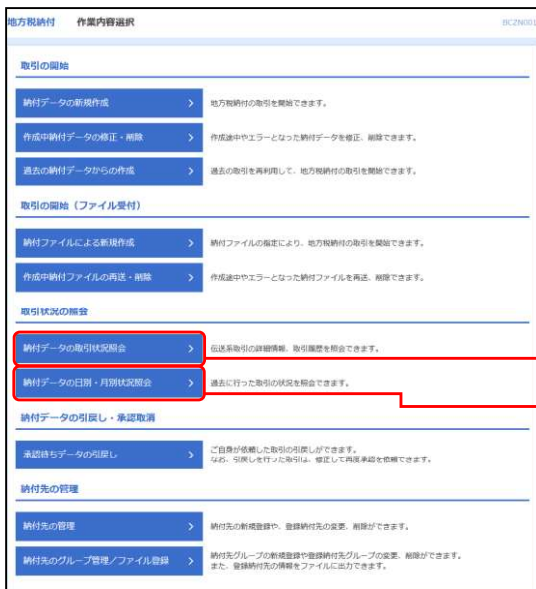 地方税納付 作業内容選択 BCZN001
取引の開始
納付データの新規作成 > 地方税納付の取引を開始できます。
作成中納付データの修正・削除 > 作成途中やエラーとなった納付データを修正、削除できます。
過去の納付データからの作成 > 過去の取引を再利用して、地方税納付の取引を開始できます。
取引の開始（ファイル受付）
納付ファイルによる新規作成 > 納付ファイルの指定により、地方税納付の取引を開始できます。
作成中納付ファイルの再送・削除 > 作成途中やエラーとなった納付ファイルを再送、削除できます。
取引状況の照会
納付データの取引状況照会 > 伝送系取引の詳細情報、取引履歴を照会できます。
納付データの日別・月別状況照会 > 過去に行った取引の状況を照会できます。
納付データの引戻し・承認取消
承認待ちデータの引戻し > ご自身が依頼した取引の引戻しができます。
なお、引戻しを行った取引は、修正して再度承認を依頼できます。
納付先の管理
納付先の管理 > 納付先の新規登録や、登録納付先の変更、削除ができます。
納付先のグループ管理／ファイル登録 > 納付先グループの新規登録や登録納付先グループの変更、削除ができます。
また、登録納付先の情報をファイルに出力できます。